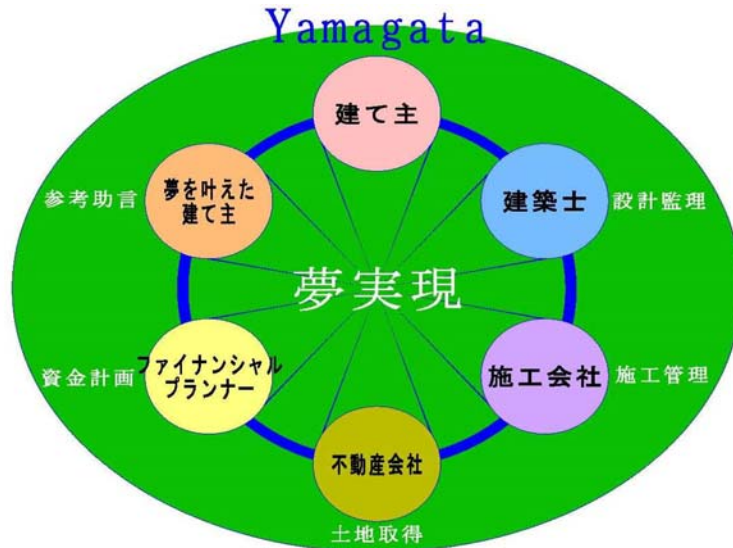 Yamagata
建て主
参考助言
夢を叶えた
建て主
建築士
設計監理
夢実現
資金計画
ファイナンシャル
プランナー
施工会社
施工管理
不動産会社
土地取得